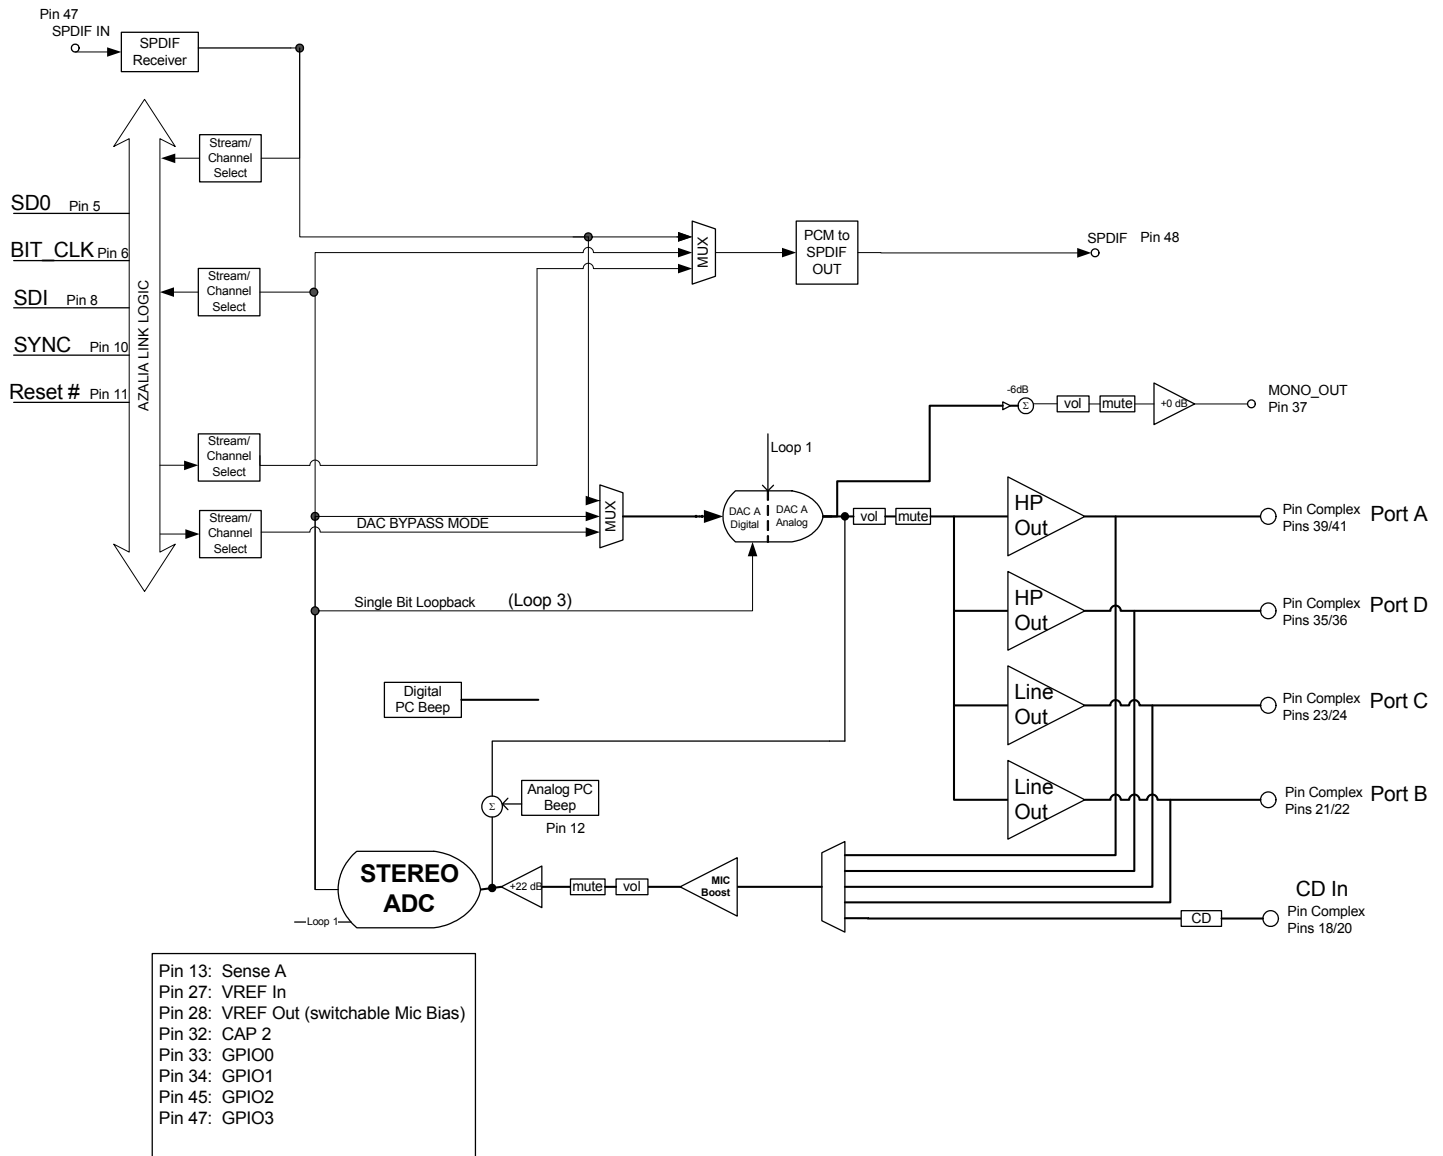 Pin 47
SPDIF IN
SPDIF
Receiver
Stream/
Channel
Select
SD0 Pin 5
BIT_CLK Pin 6
SDI Pin 8
SYNC Pin 10
Reset # Pin 11
AZALIA LINK LOGIC
Stream/
Channel
Select
Stream/
Channel
Select
Stream/
Channel
Select
MUX
PCM to
SPDIF
OUT
SPDIF Pin 48
-6dB
Σ
vol
mute
+0 dB
MONO_OUT
Pin 37
Loop 1
DAC BYPASS MODE
MUX
DAC A
Digital
DAC A
Analog
vol
mute
HP
Out
Pin Complex
Pins 39/41
Port A
Single Bit Loopback (Loop 3)
HP
Out
Pin Complex
Pins 35/36
Port D
Digital
PC Beep
Line
Out
Pin Complex
Pins 23/24
Port C
Σ
Analog PC
Beep
Pin 12
Line
Out
Pin Complex
Pins 21/22
Port B
STEREO
ADC
Loop 1
+22 dB
mute
vol
MIC
Boost
CD
CD In
Pin Complex
Pins 18/20
Pin 13: Sense A
Pin 27: VREF In
Pin 28: VREF Out (switchable Mic Bias)
Pin 32: CAP 2
Pin 33: GPIO0
Pin 34: GPIO1
Pin 45: GPIO2
Pin 47: GPIO3